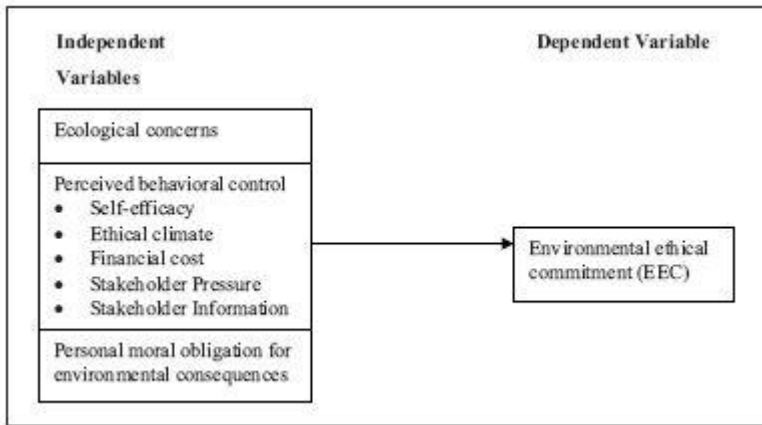 Independent
Variables
Dependent Variable
Ecological concerns
Perceived behavioral control
• Self-efficacy
• Ethical climate
• Financial cost
• Stakeholder Pressure
• Stakeholder Information
Personal moral obligation for
environmental consequences
Environmental ethical
commitment (EEC)